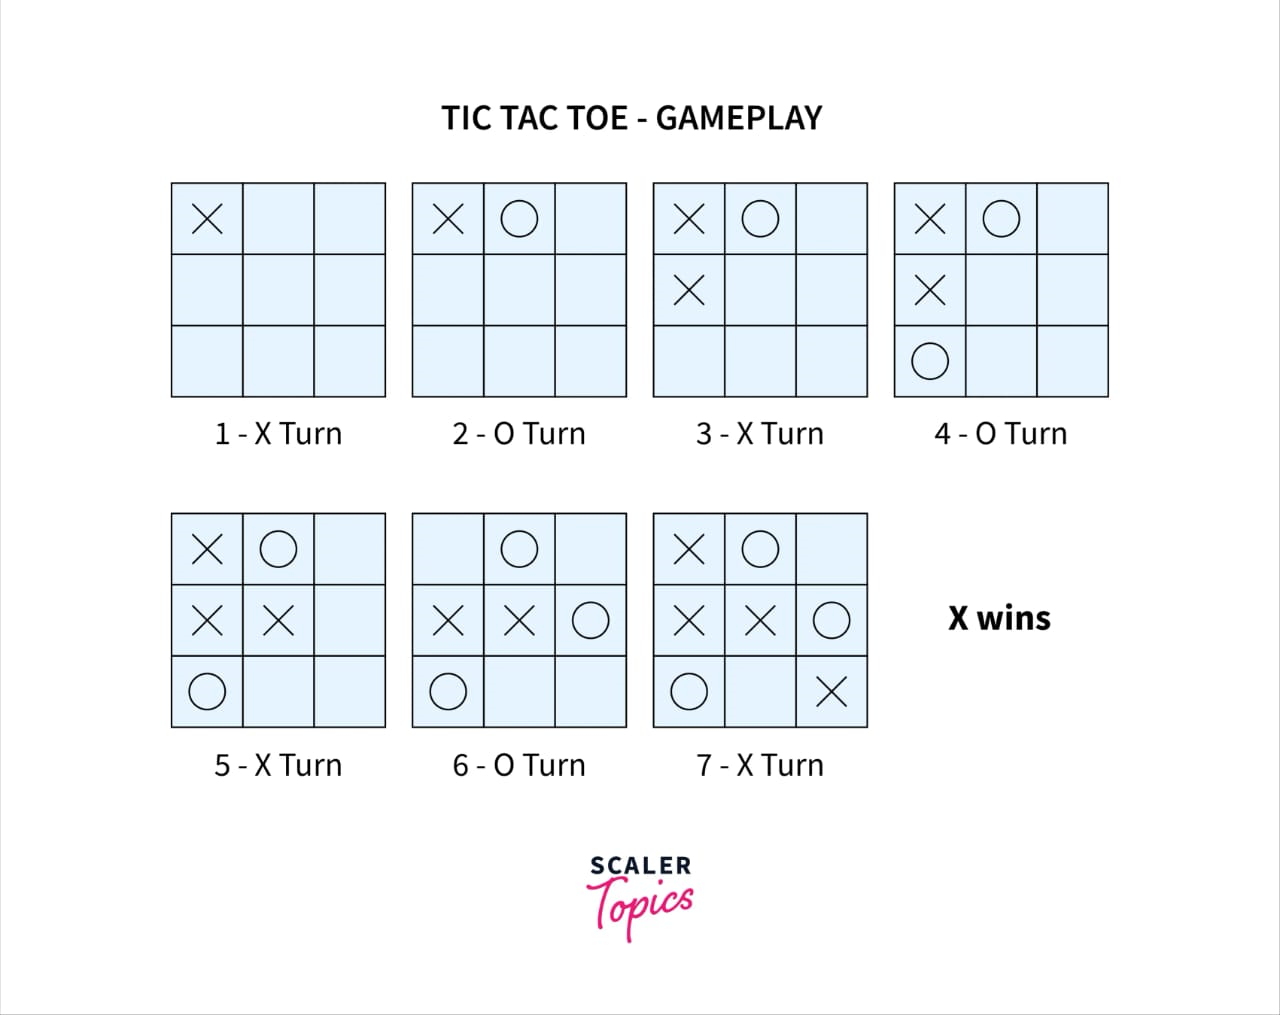 TIC TAC TOE - GAMEPLAY
X
X O
X O
X
X O
X
O
1 - X Turn
2 - O Turn
3 - X Turn
4 - O Turn
X O
X X
O
O
X X O
O
X O
X X O
O X
X wins
5 - X Turn
6 - O Turn
7 - X Turn
SCALER
Topics